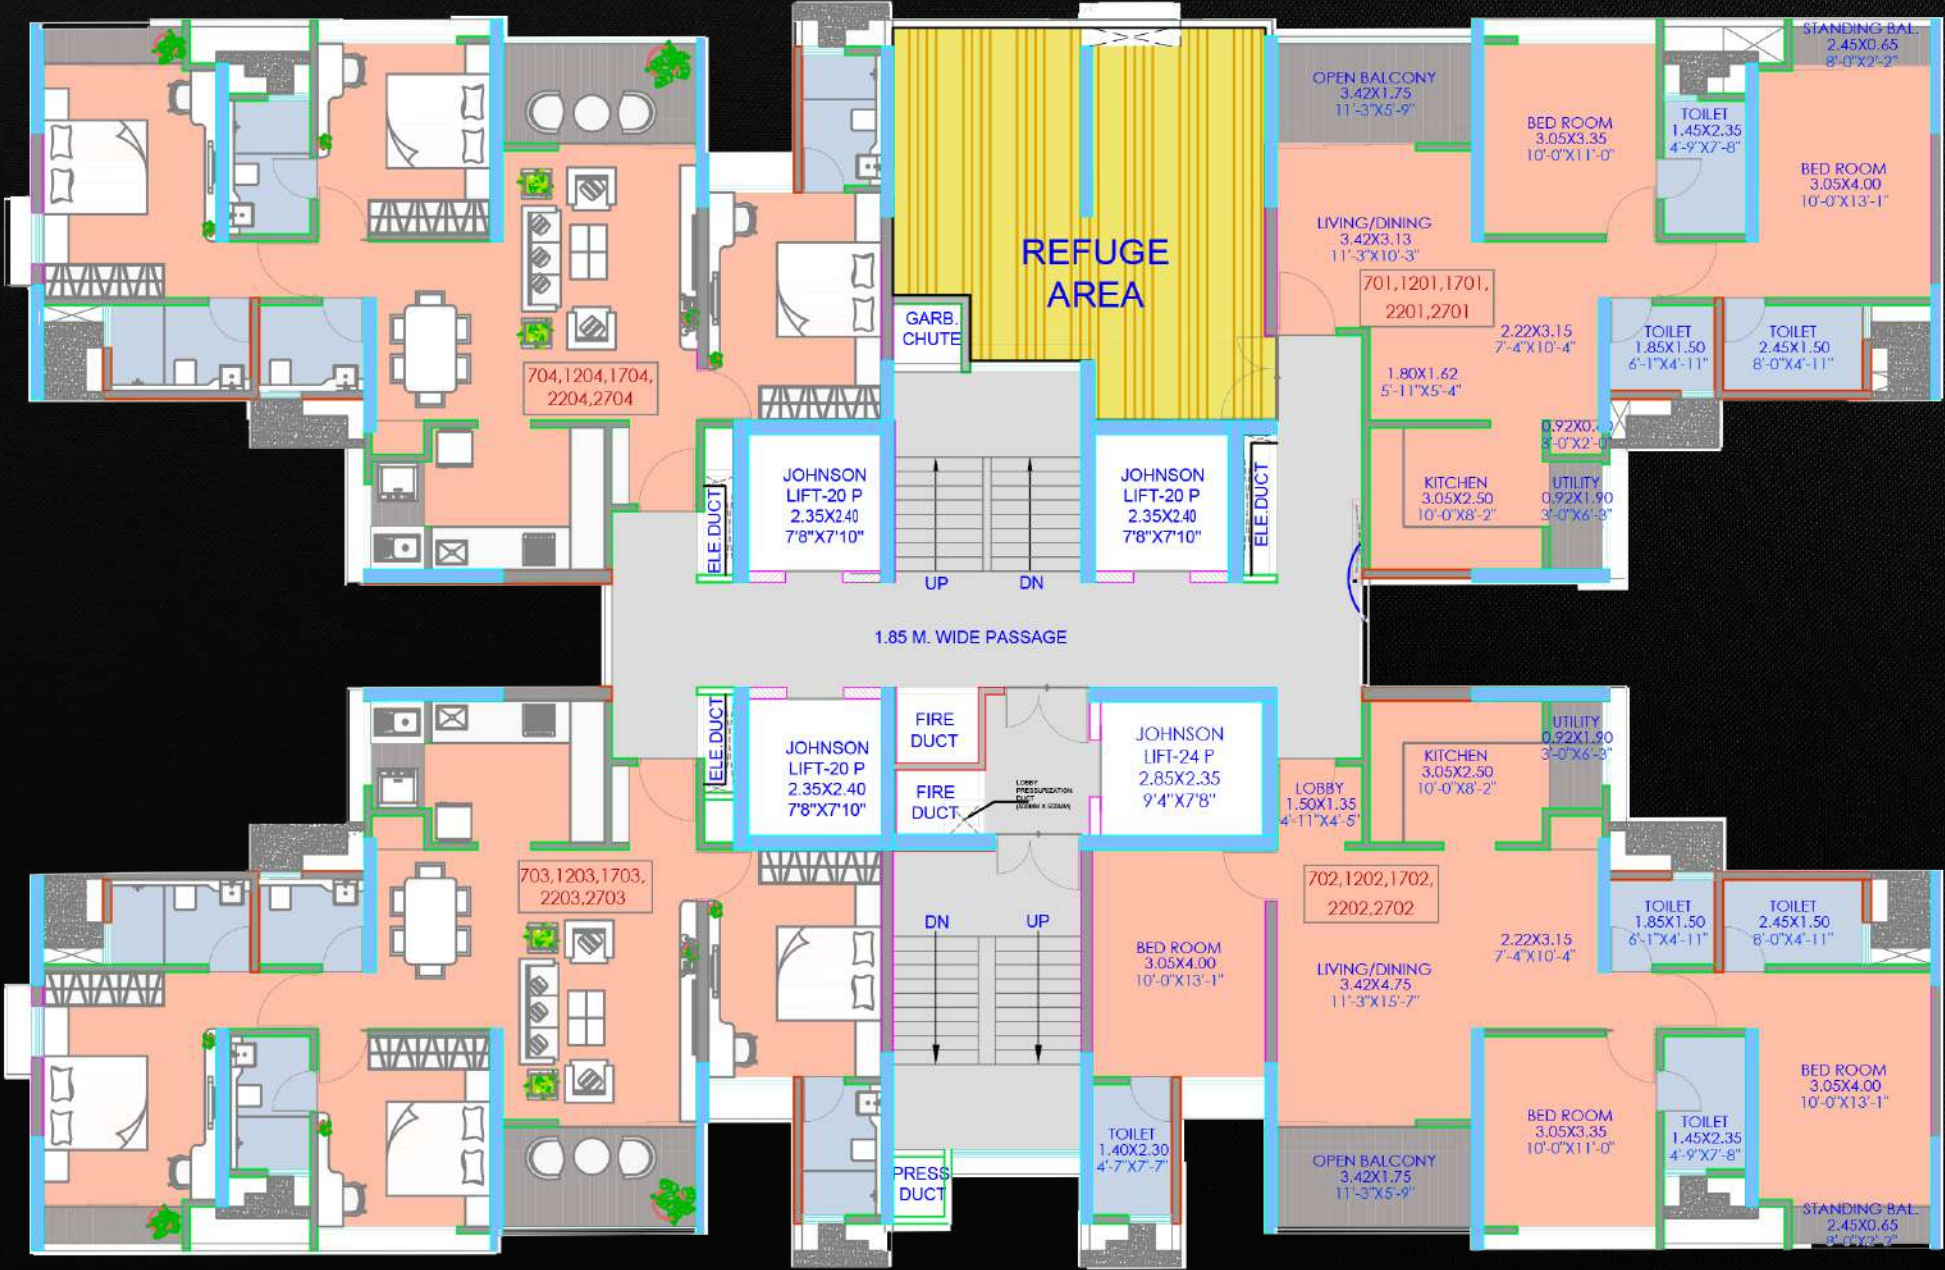 STANDING BAL.
2.45X0.65
8'-0"X2'-2"
OPEN BALCONY
3.42X1.75
11'-3"X5'-9"
BED ROOM
3.05X3.35
10'-0"X11'-0"
TOILET
1.45X2.35
4'-9"X7'-8"
BED ROOM
3.05X4.00
10'-0"X13'-1"
REFUGE
AREA
LIVING/DINING
3.42X3.13
11'-3"X10'-3"
701,1201,1701,
2201,2701
GARB.
CHUTE
2.22X3.15
7'-4"X10'-4"
TOILET
1.85X1.50
6'-1"X4'-11"
TOILET
2.45X1.50
8'-0"X4'-11"
1.80X1.62
5'-11"X5'-4"
704,1204,1704,
2204,2704
3'-0"X2'-0"
JOHNSON
LIFT-20 P
2.35X2.40
7'8"X7'10"
JOHNSON
LIFT-20 P
2.35X2.40
7'8"X7'10"
ELE.DUCT
ELE.DUCT
KITCHEN
3.05X2.50
10'-0"X8'-2"
UTILITY
0.92X1.90
3'-0"X6'-3"
UP
DN
1.85 M. WIDE PASSAGE
ELE.DUCT
JOHNSON
LIFT-20 P
2.35X2.40
7'8"X7'10"
FIRE
DUCT
FIRE
DUCT
LOBBY
PRESSURIZATION
DUCT
JOHNSON
LIFT-24 P
2.85X2.35
9'4"X7'8"
KITCHEN
3.05X2.50
10'-0"X8'-2"
UTILITY
0.92X1.90
3'-0"X6'-3"
LOBBY
1.50X1.35
4'-11"X4'-5"
703,1203,1703,
2203,2703
702,1202,1702,
2202,2702
DN
UP
BED ROOM
3.05X4.00
10'-0"X13'-1"
LIVING/DINING
3.42X4.75
11'-3"X15'-7"
2.22X3.15
7'-4"X10'-4"
TOILET
1.85X1.50
6'-1"X4'-11"
TOILET
2.45X1.50
8'-0"X4'-11"
BED ROOM
3.05X4.00
10'-0"X13'-1"
BED ROOM
3.05X3.35
10'-0"X11'-0"
TOILET
1.45X2.35
4'-9"X7'-8"
TOILET
1.40X2.30
4'-7"X7'-7"
PRESS
DUCT
OPEN BALCONY
3.42X1.75
11'-3"X5'-9"
STANDING BAL.
2.45X0.65
8'-0"X2'-2"